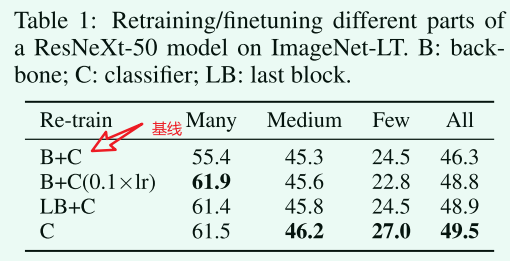 Table 1: Retraining/finetuning different parts of
a ResNeXt-50 model on ImageNet-LT. B: back-
bone; C: classifier; LB: last block.
Re-train 基线 Many Medium Few All
B+C 55.4 45.3 24.5 46.3
B+C(0.1×lr) 61.9 45.6 22.8 48.8
LB+C 61.4 45.8 24.5 48.9
C 61.5 46.2 27.0 49.5